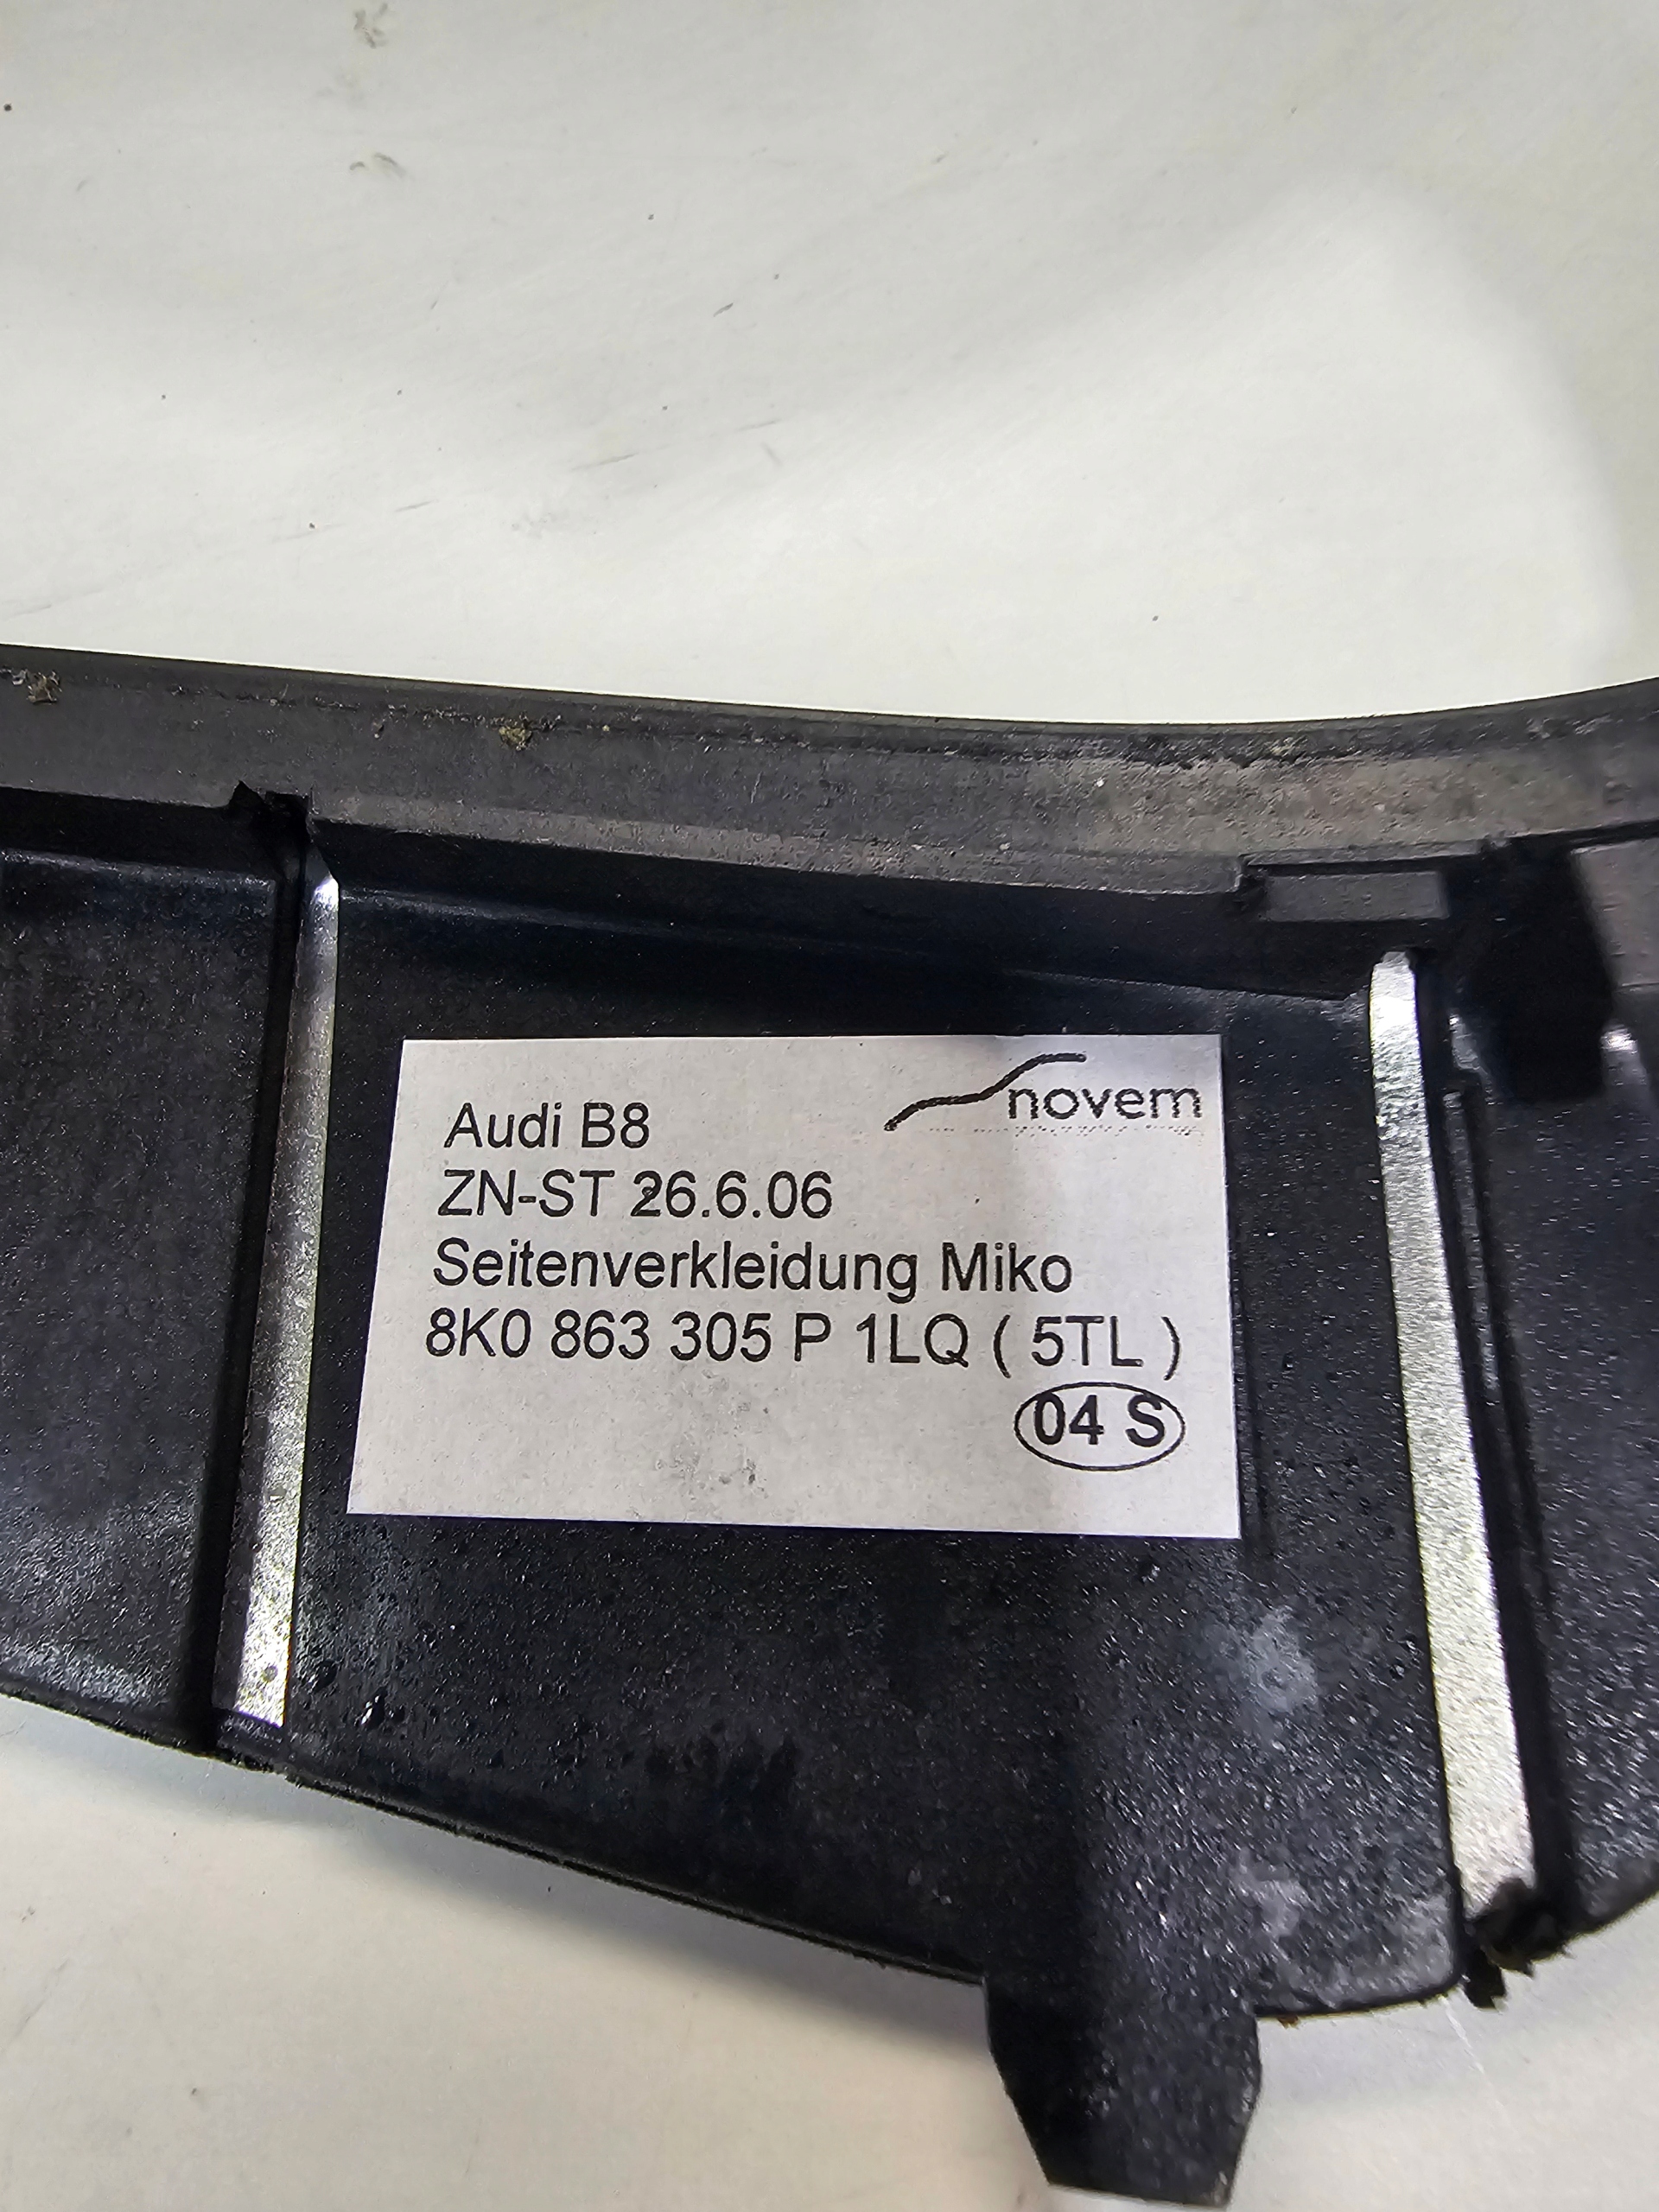 novem
Audi B8
ZN-ST 26.6.06
Seitenverkleidung Miko
8K0 863 305 P 1LQ ( 5TL )
04 S